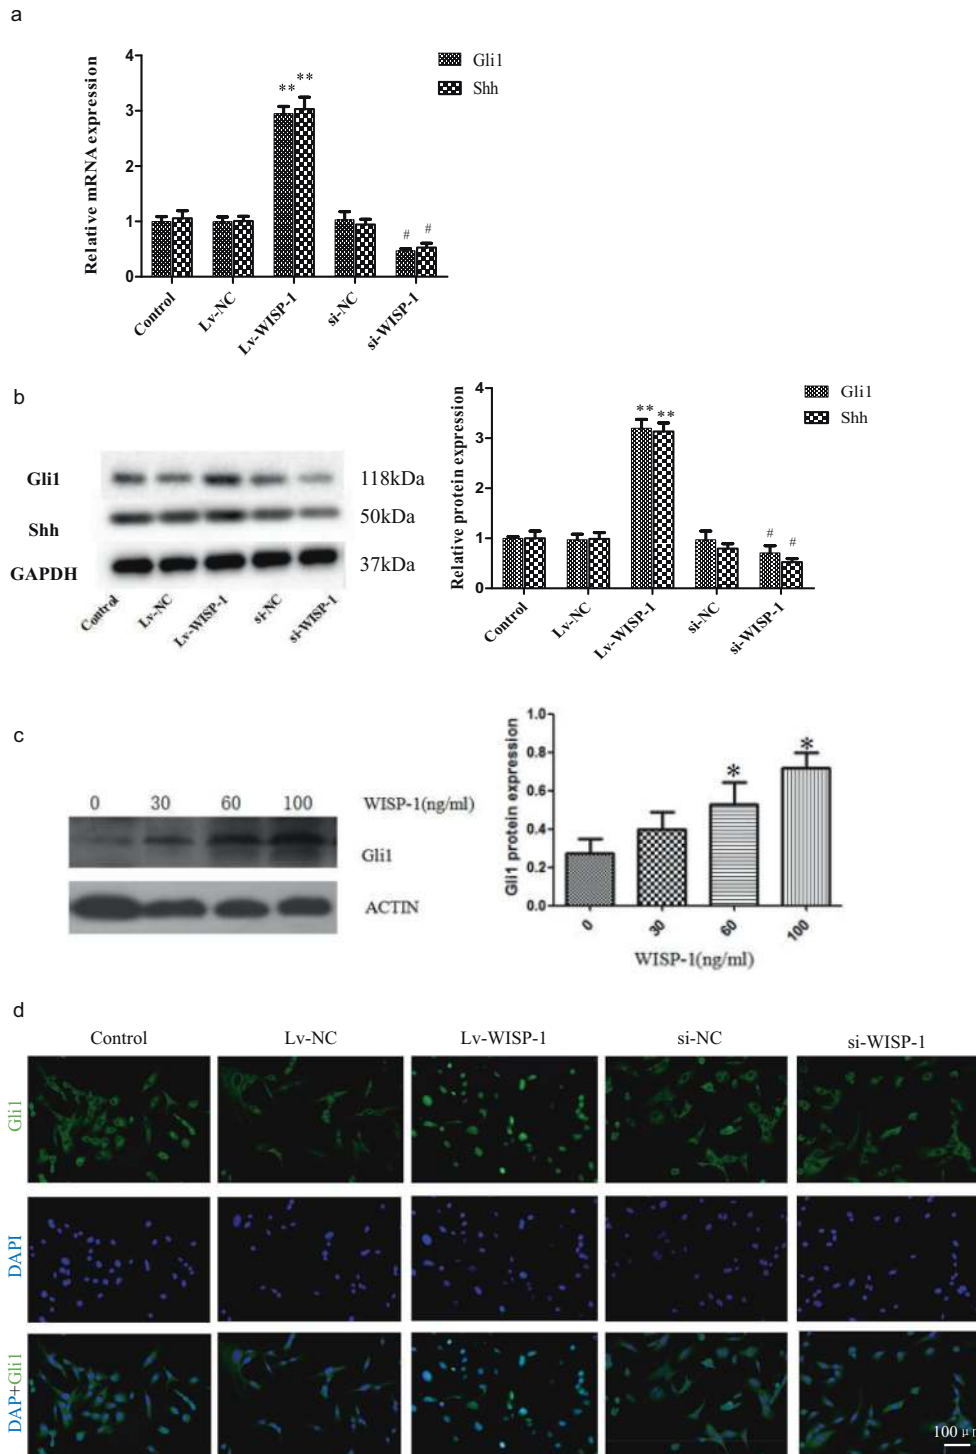 a
4
3
2
1
0
Relative mRNA expression
** **
# #
Gli1
Shh
Control
Lv-NC
Lv-WISP-1
si-NC
si-WISP-1
b
Gli1
118kDa
Shh
50kDa
GAPDH
37kDa
Control
Lv-NC
Lv-WISP-1
si-NC
si-WISP-1
4
3
2
1
0
Relative protein expression
** **
# #
Gli1
Shh
Control
Lv-NC
Lv-WISP-1
si-NC
si-WISP-1
c
0 30 60 100 WISP-1(ng/ml)
Gli1
ACTIN
1.0
0.8
0.6
0.4
0.2
0.0
Gli1 protein expression
* *
0 30 60 100
WISP-1(ng/ml)
d
Control Lv-NC Lv-WISP-1 si-NC si-WISP-1
Gli1
DAPI
DAP+Gli1
100 μ